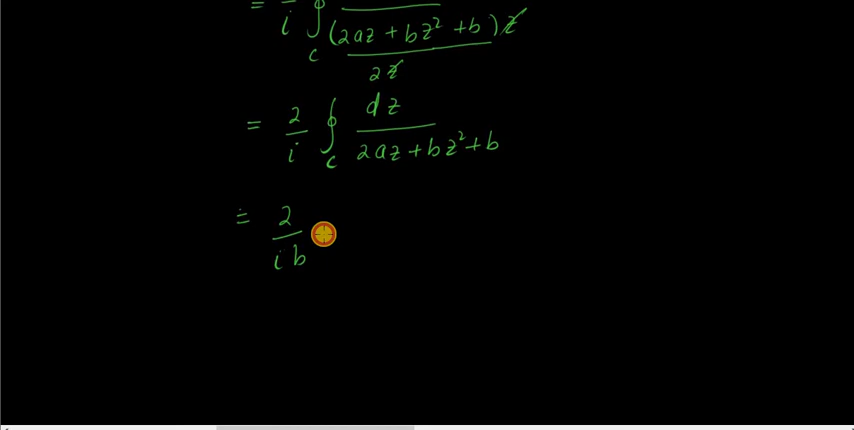 = 1/i ∮_C ――― / ((2az + bz² + b) z / 2z)
= 2/i ∮_C dz / (2az + bz² + b)
= 2/(ib)